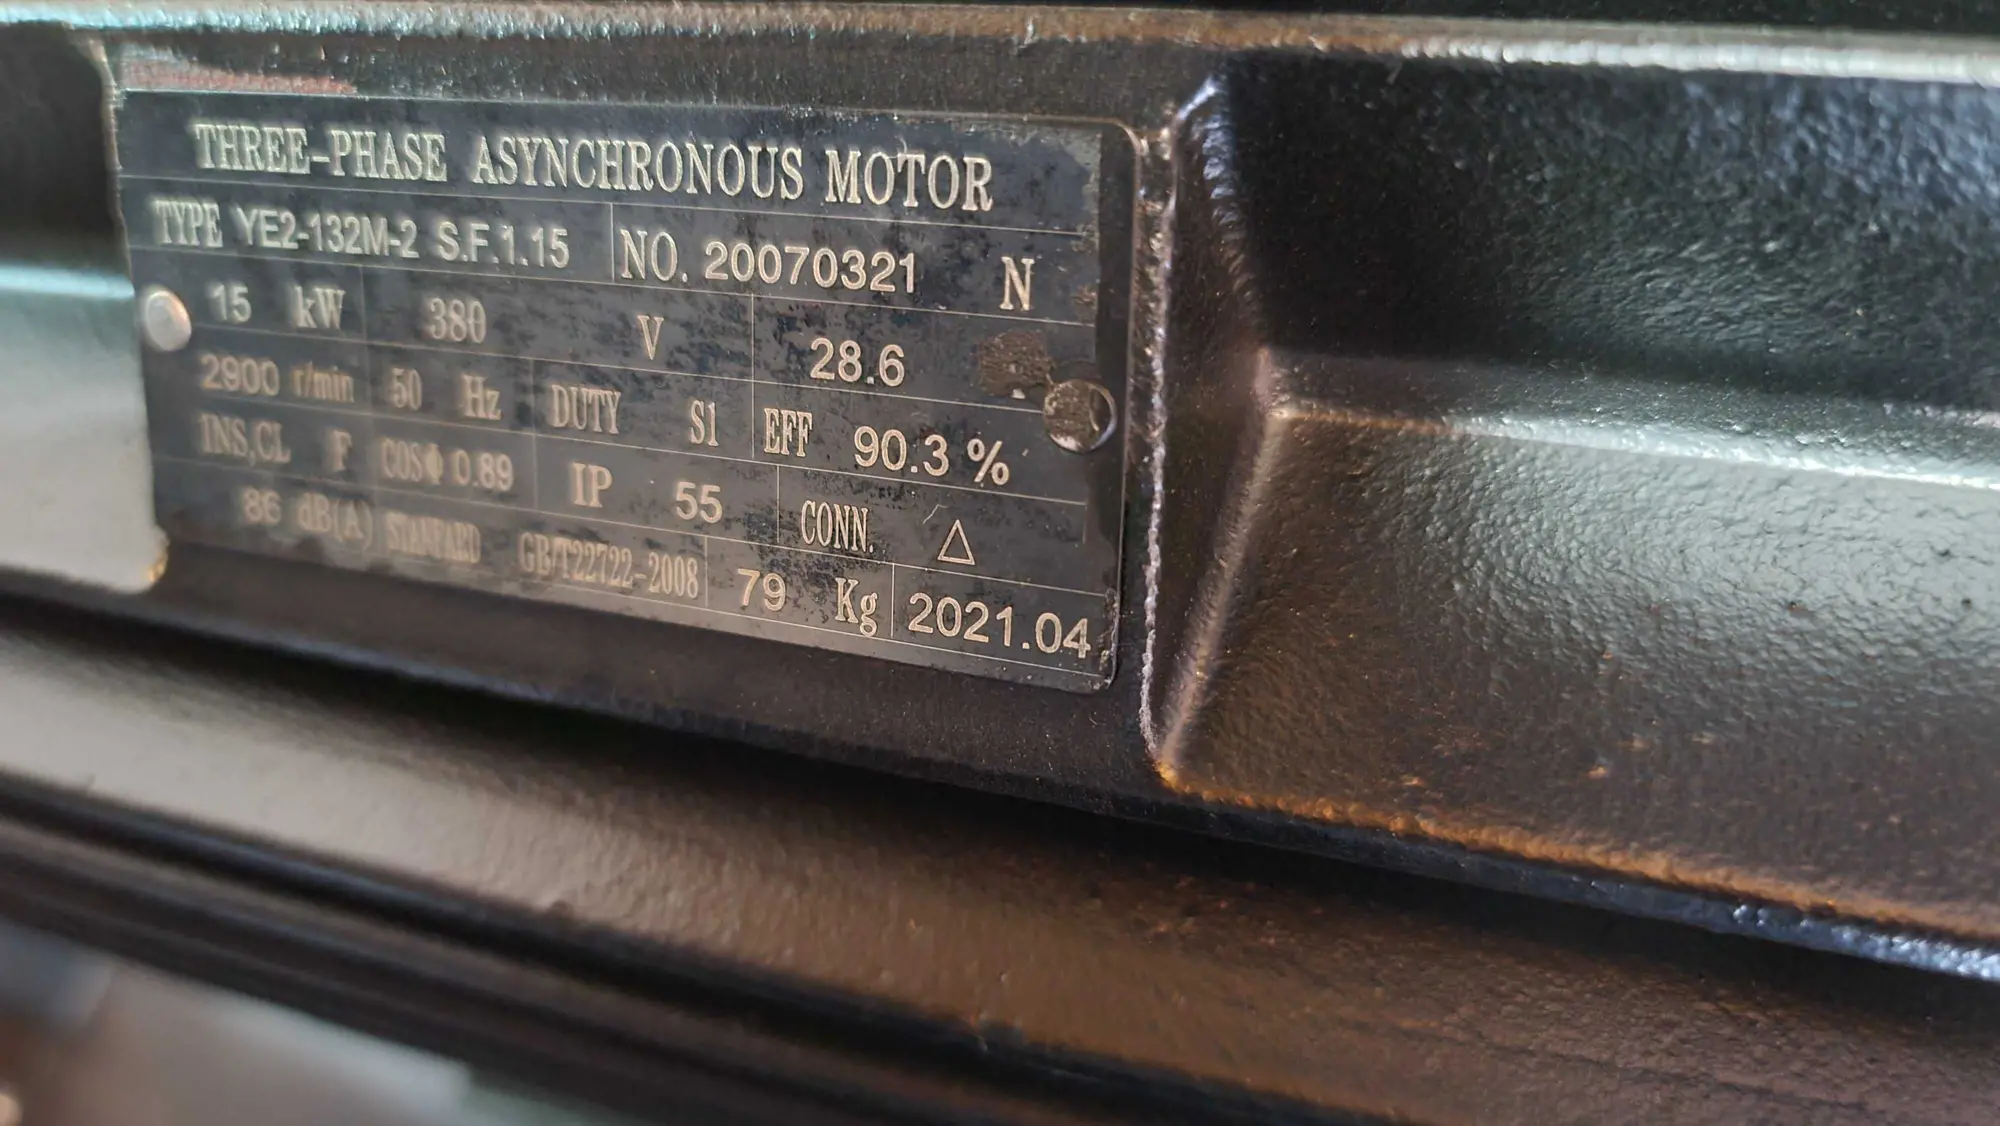 THREE-PHASE ASYNCHRONOUS MOTOR
TYPE YE2-132M-2 S.F.1.15 NO. 20070321 N
15 kW 380 V 28.6
2900 r/min 50 Hz DUTY S1 EFF 90.3 %
INS,CL F COSΦ 0.89 IP 55 CONN. △
86 dB(A) STANDARD GB/T22722-2008 79 Kg 2021.04